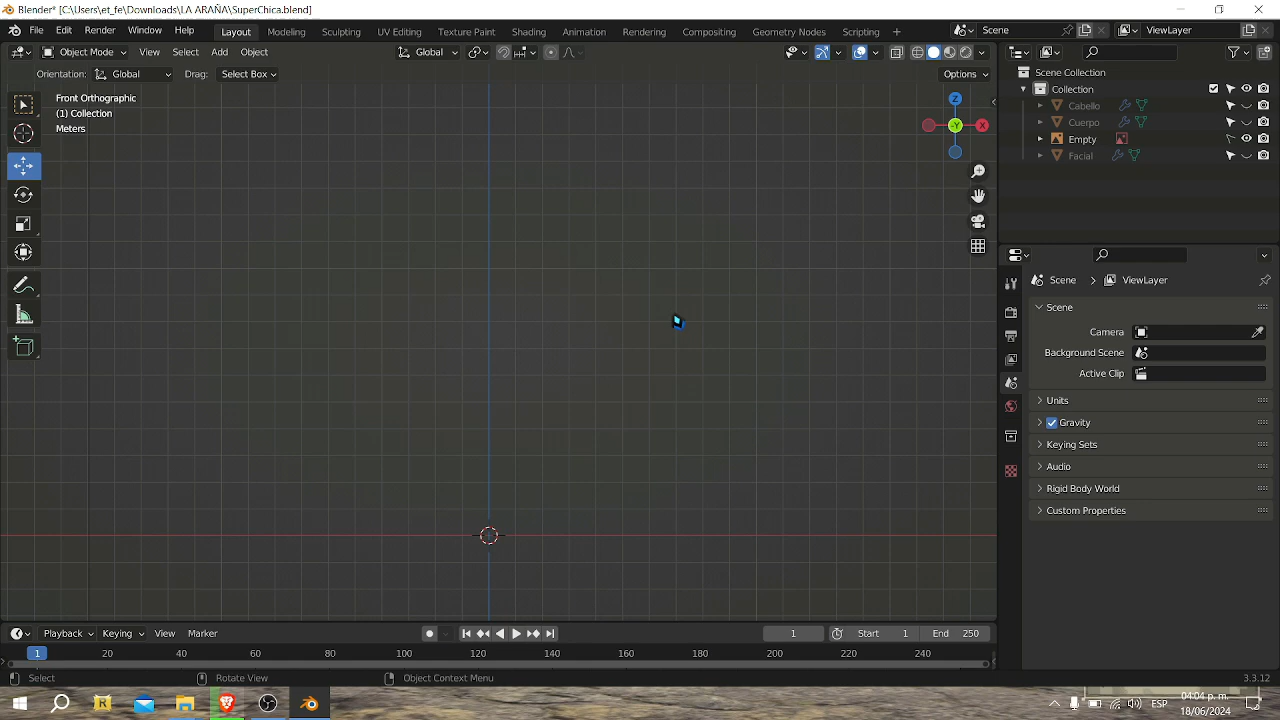 Blender* [C:\Users\et_fe\Downloads\LA ARAÑA\SuperChica.blend]
File Edit Render Window Help Layout Modeling Sculpting UV Editing Texture Paint Shading Animation Rendering Compositing Geometry Nodes Scripting + Scene ViewLayer
Object Mode View Select Add Object Global
Orientation: Global Drag: Select Box Options
Front Orthographic
(1) Collection
Meters
Z
-Y
X
Scene Collection
Collection
Cabello
Cuerpo
Empty
Facial
Scene > ViewLayer
Scene
Camera
Background Scene
Active Clip
Units
Gravity
Keying Sets
Audio
Rigid Body World
Custom Properties
Playback Keying View Marker 1 Start 1 End 250
1 20 40 60 80 100 120 140 160 180 200 220 240
Select Rotate View Object Context Menu 3.3.12
R ESP 04:04 p. m.
18/06/2024